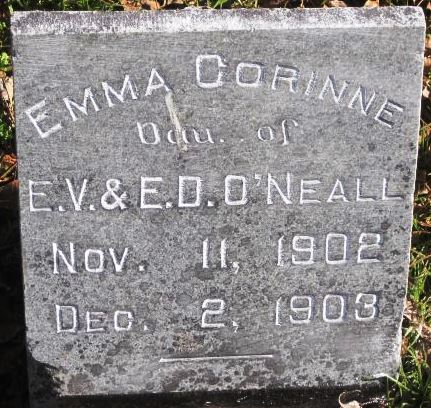 EMMA CORINNE
Dau. of
E.V. & E.D. O'NEALL
NOV. 11, 1902
DEC. 2, 1903